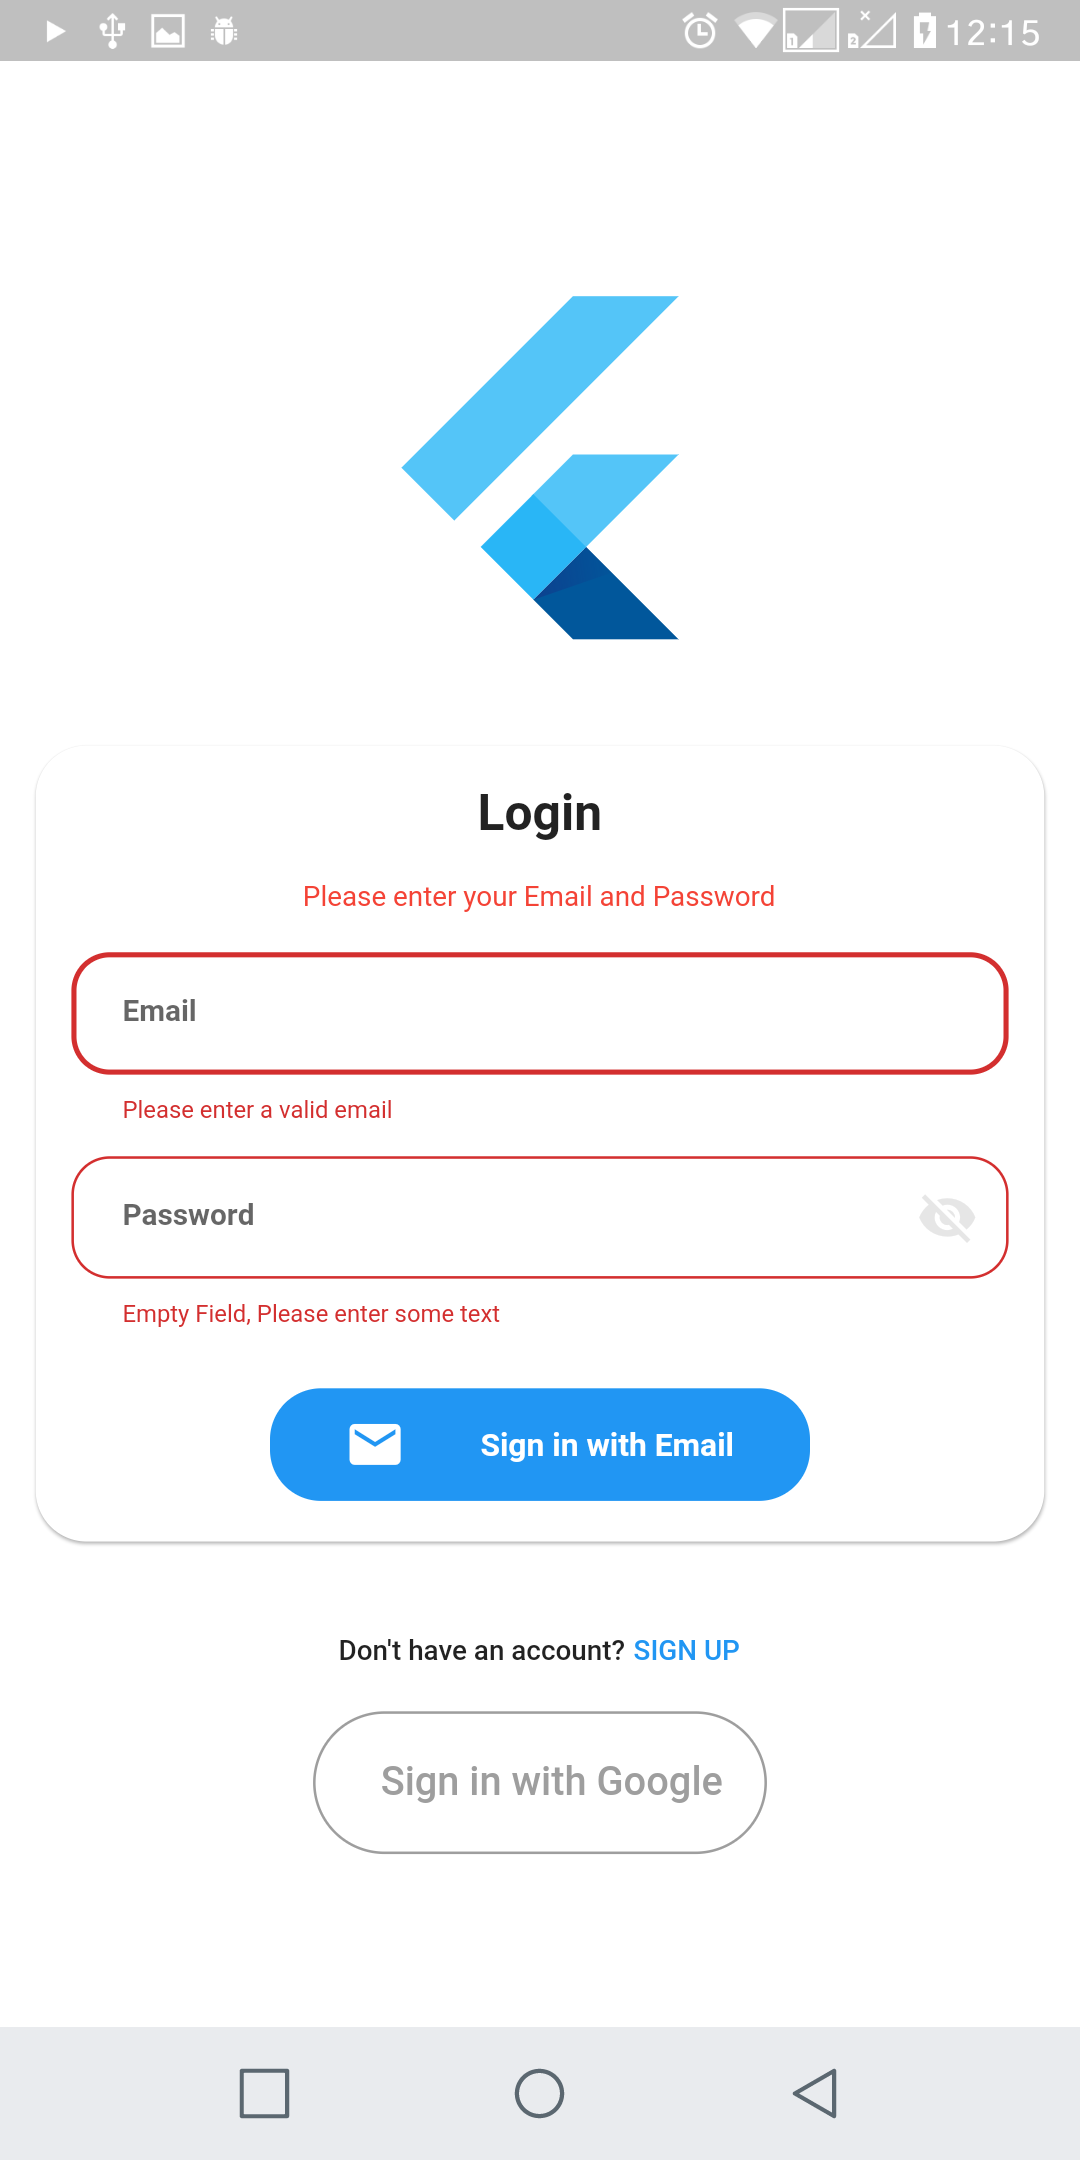 12:15
Login
Please enter your Email and Password
Email
Please enter a valid email
Password
Empty Field, Please enter some text
Sign in with Email
Don't have an account? SIGN UP
Sign in with Google